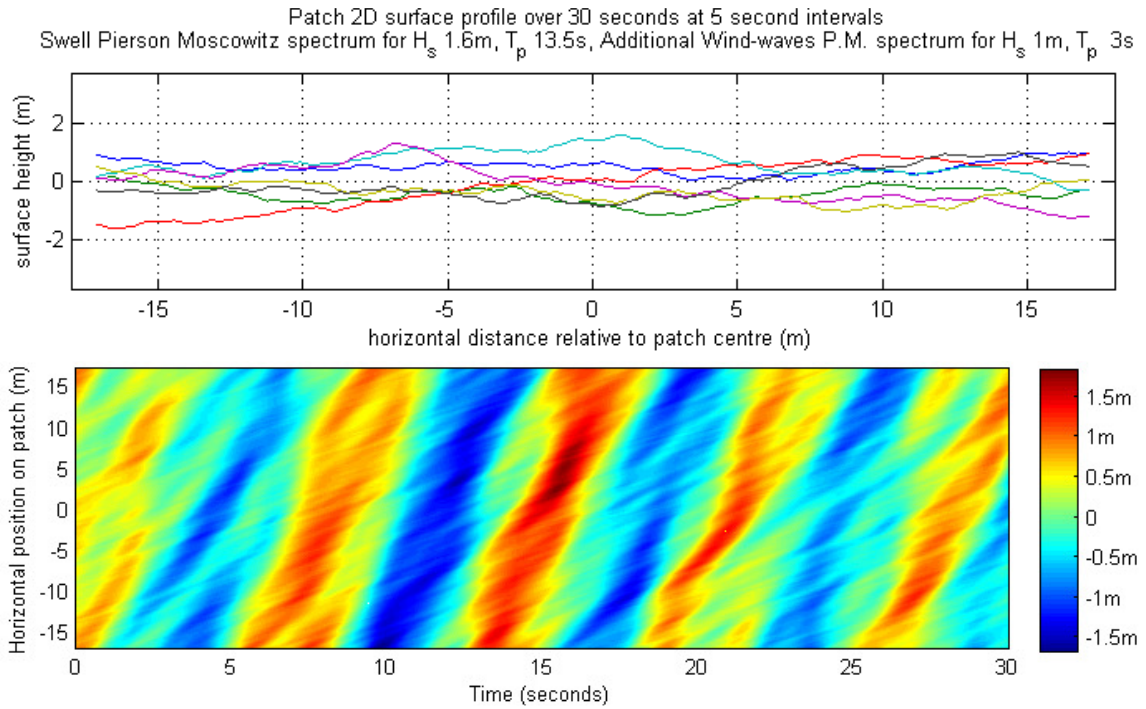 Patch 2D surface profile over 30 seconds at 5 second intervals
Swell Pierson Moscowitz spectrum for H_s 1.6m, T_p 13.5s, Additional Wind-waves P.M. spectrum for H_s 1m, T_p 3s
surface height (m)
2
0
-2
-15 -10 -5 0 5 10 15
horizontal distance relative to patch centre (m)
Horizontal position on patch (m)
15
10
5
0
-5
-10
-15
0 5 10 15 20 25 30
Time (seconds)
1.5m
1m
0.5m
0
-0.5m
-1m
-1.5m